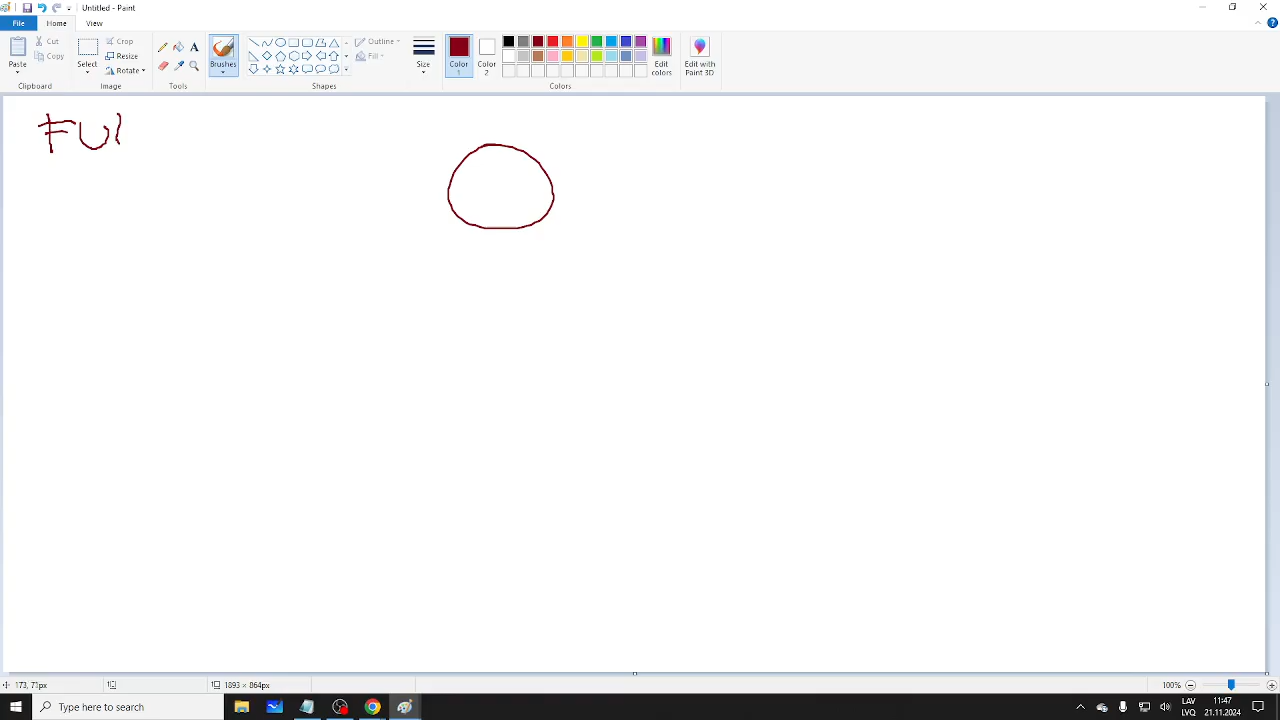 Untitled - Paint
File Home View
Paste Cut Copy Clipboard
Select Crop Resize Rotate Image
Tools
Brushes
Outline Fill Shapes
Size
Color 1 Color 2 Edit colors Colors
Edit with Paint 3D
FU
173, 71px 1893 × 864px 100%
Type here to search
LAV 11:47
LVQ 21.11.2024